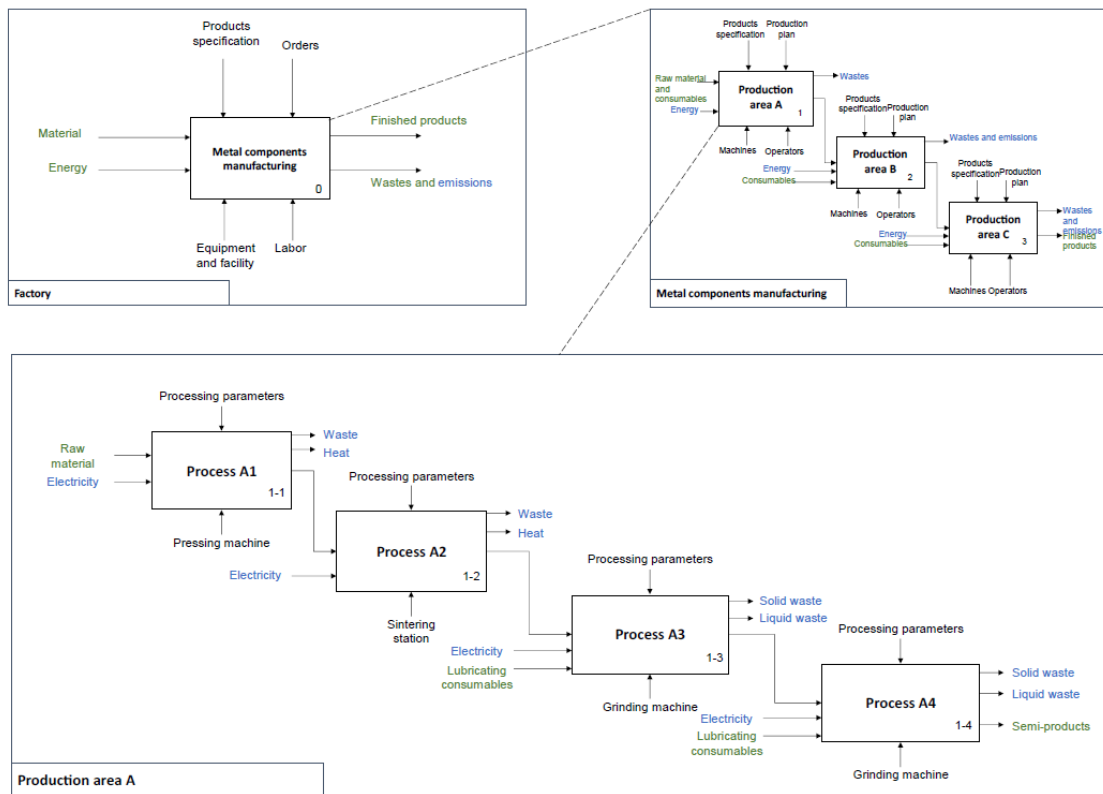 Products
specification
Orders
Material
Energy
Metal components
manufacturing
0
Finished products
Wastes and emissions
Equipment
and facility
Labor
Factory
Products
specification
Production
plan
Raw material
and
consumables
Energy
Production
area A
1
Wastes
Machines
Operators
Products
specification
Production
plan
Energy
Consumables
Production
area B
2
Wastes and emissions
Machines
Operators
Products
specification
Production
plan
Energy
Consumables
Production
area C
3
Wastes
and
emissions
Finished
products
Machines
Operators
Metal components manufacturing
Processing parameters
Raw
material
Electricity
Process A1
1-1
Waste
Heat
Pressing machine
Processing parameters
Electricity
Process A2
1-2
Waste
Heat
Sintering
station
Processing parameters
Electricity
Lubricating
consumables
Process A3
1-3
Solid waste
Liquid waste
Grinding machine
Processing parameters
Electricity
Lubricating
consumables
Process A4
1-4
Solid waste
Liquid waste
Semi-products
Grinding machine
Production area A